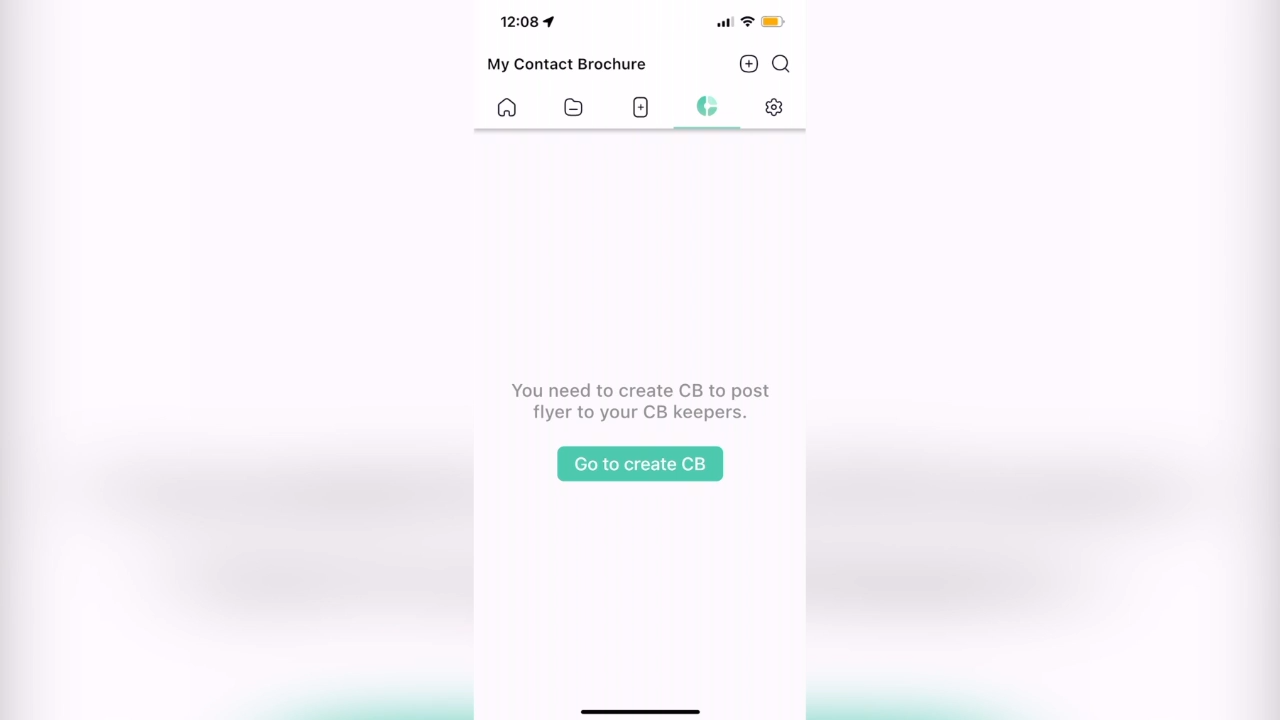 12:08
My Contact Brochure
You need to create CB to post
flyer to your CB keepers.
Go to create CB